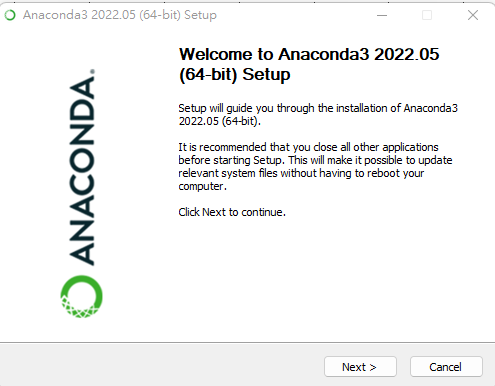 Anaconda3 2022.05 (64-bit) Setup
Welcome to Anaconda3 2022.05
(64-bit) Setup
Setup will guide you through the installation of Anaconda3
2022.05 (64-bit).
It is recommended that you close all other applications
before starting Setup. This will make it possible to update
relevant system files without having to reboot your
computer.
Click Next to continue.
ANACONDA.
Next >
Cancel